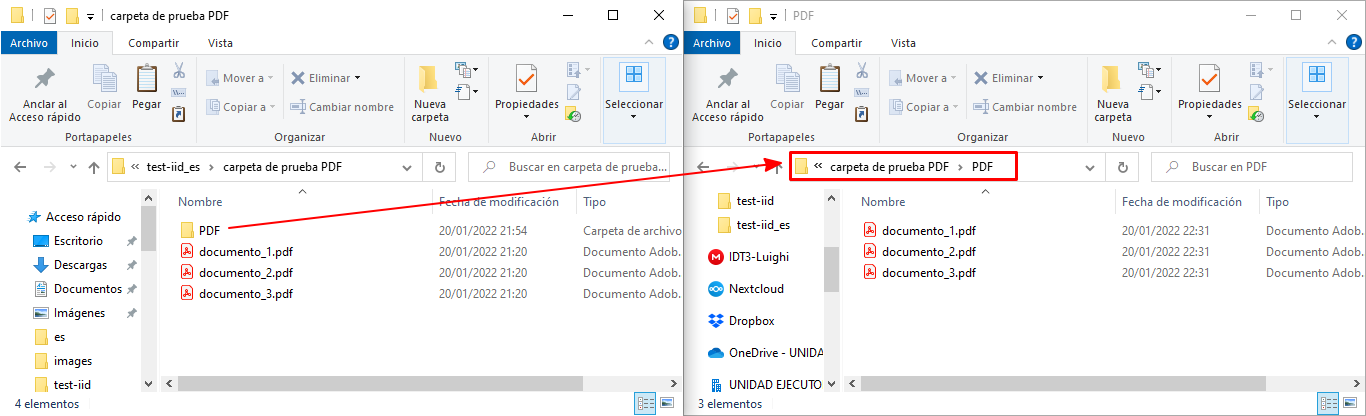 carpeta de prueba PDF
Archivo Inicio Compartir Vista
Anclar al Acceso rápido
Copiar
Pegar
Mover a
Copiar a
Eliminar
Cambiar nombre
Nueva carpeta
Propiedades
Seleccionar
Portapapeles Organizar Nuevo Abrir
« test-iid_es › carpeta de prueba PDF
Buscar en carpeta de prueba...
Nombre Fecha de modificación Tipo
Acceso rápido
Escritorio
Descargas
Documentos
Imágenes
es
images
test-iid
PDF 20/01/2022 21:54 Carpeta de archivo
documento_1.pdf 20/01/2022 21:20 Documento Adob.
documento_2.pdf 20/01/2022 21:20 Documento Adob.
documento_3.pdf 20/01/2022 21:20 Documento Adob.
4 elementos
PDF
Archivo Inicio Compartir Vista
Anclar al Acceso rápido
Copiar
Pegar
Mover a
Copiar a
Eliminar
Cambiar nombre
Nueva carpeta
Propiedades
Seleccionar
Portapapeles Organizar Nuevo Abrir
« carpeta de prueba PDF › PDF
Buscar en PDF
Nombre Fecha de modificación Tipo
test-iid
test-iid_es
IDT3-Luighi
Nextcloud
Dropbox
OneDrive - UNIDA
UNIDAD EJECUTO
documento_1.pdf 20/01/2022 22:31 Documento Adob.
documento_2.pdf 20/01/2022 22:31 Documento Adob.
documento_3.pdf 20/01/2022 22:31 Documento Adob.
3 elementos